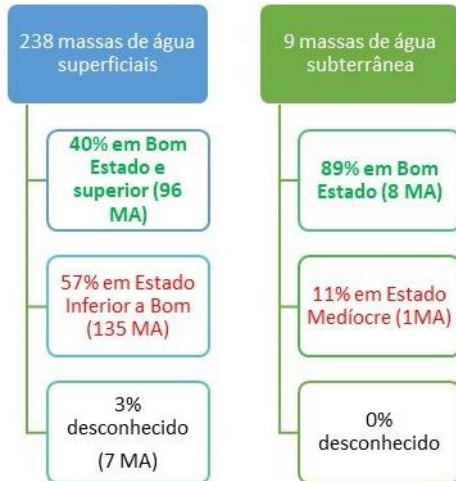 238 massas de água
superficiais
40% em Bom
Estado e
superior (96
MA)
57% em Estado
Inferior a Bom
(135 MA)
3%
desconhecido
(7 MA)
9 massas de água
subterrânea
89% em Bom
Estado (8 MA)
11% em Estado
Medíocre (1MA)
0%
desconhecido